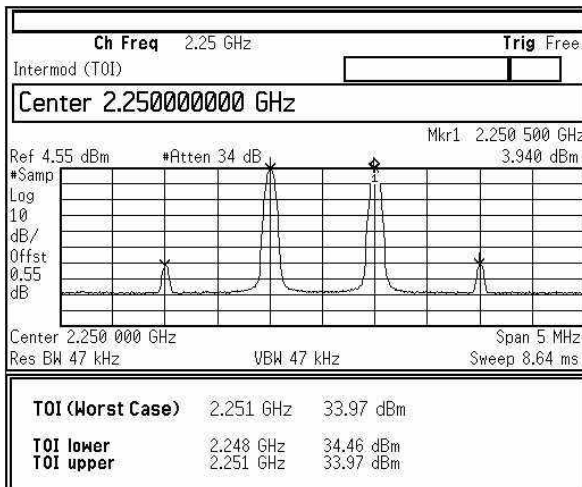 Ch Freq 2.25 GHz Trig Free
Intermod (TOI)
Center 2.250000000 GHz
Mkr1 2.250 500 GHz
Ref 4.55 dBm #Atten 34 dB 3.940 dBm
#Samp
Log
10
dB/
Offst
0.55
dB
1
Center 2.250 000 GHz Span 5 MHz
Res BW 47 kHz VBW 47 kHz Sweep 8.64 ms
TOI (Worst Case) 2.251 GHz 33.97 dBm
TOI lower 2.248 GHz 34.46 dBm
TOI upper 2.251 GHz 33.97 dBm